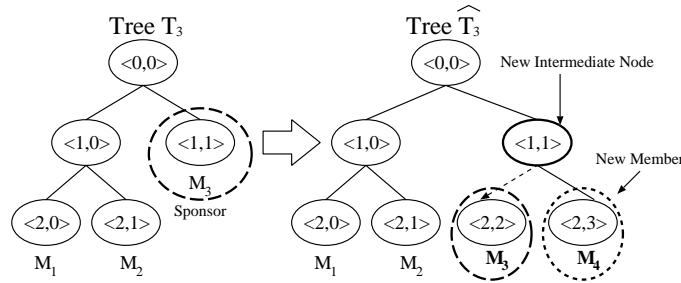 Tree T₃
<0,0>
<1,0>
<1,1>
M₃
Sponsor
<2,0>
<2,1>
M₁
M₂
Tree T̂₃
<0,0>
New Intermediate Node
<1,0>
<1,1>
New Member
<2,0>
<2,1>
<2,2>
<2,3>
M₁
M₂
M₃
M₄